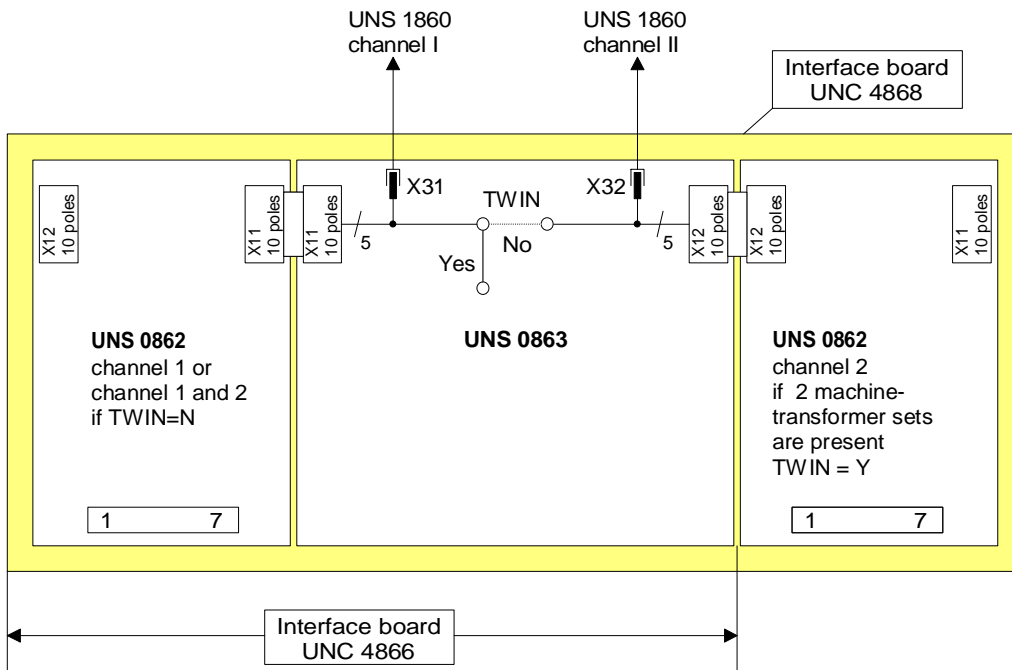 UNS 1860
channel I
UNS 1860
channel II
Interface board
UNC 4868
X12
10 poles
X11
10 poles
X11
10 poles
5
X31
TWIN
No
Yes
X32
5
X12
10 poles
X12
10 poles
X11
10 poles
UNS 0862
channel 1 or
channel 1 and 2
if TWIN=N
1 7
UNS 0863
UNS 0862
channel 2
if 2 machine-
transformer sets
are present
TWIN = Y
1 7
Interface board
UNC 4866